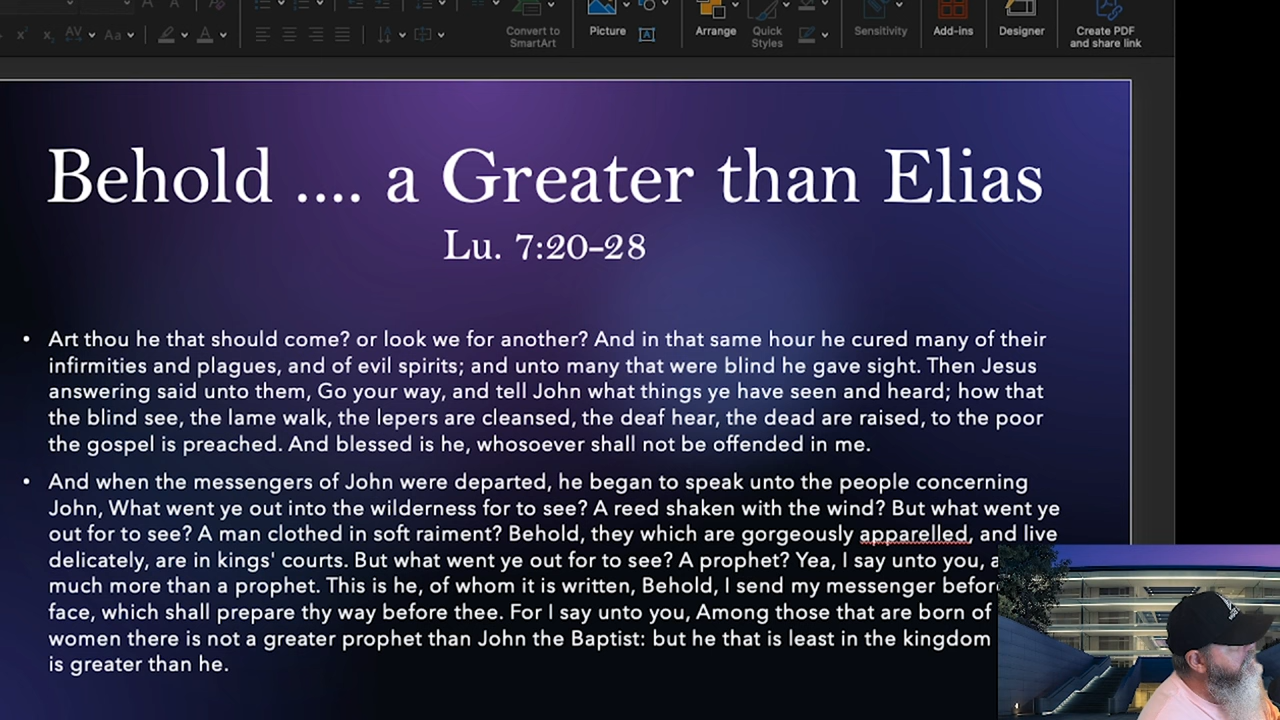 Convert to
SmartArt
Picture
Arrange
Quick
Styles
Sensitivity
Add-ins
Designer
Create PDF
and share link
Behold .... a Greater than Elias
Lu. 7:20-28
• Art thou he that should come? or look we for another? And in that same hour he cured many of their
infirmities and plagues, and of evil spirits; and unto many that were blind he gave sight. Then Jesus
answering said unto them, Go your way, and tell John what things ye have seen and heard; how that
the blind see, the lame walk, the lepers are cleansed, the deaf hear, the dead are raised, to the poor
the gospel is preached. And blessed is he, whosoever shall not be offended in me.
• And when the messengers of John were departed, he began to speak unto the people concerning
John, What went ye out into the wilderness for to see? A reed shaken with the wind? But what went ye
out for to see? A man clothed in soft raiment? Behold, they which are gorgeously apparelled, and live
delicately, are in kings' courts. But what went ye out for to see? A prophet? Yea, I say unto you, a
much more than a prophet. This is he, of whom it is written, Behold, I send my messenger befor
face, which shall prepare thy way before thee. For I say unto you, Among those that are born of
women there is not a greater prophet than John the Baptist: but he that is least in the kingdom
is greater than he.